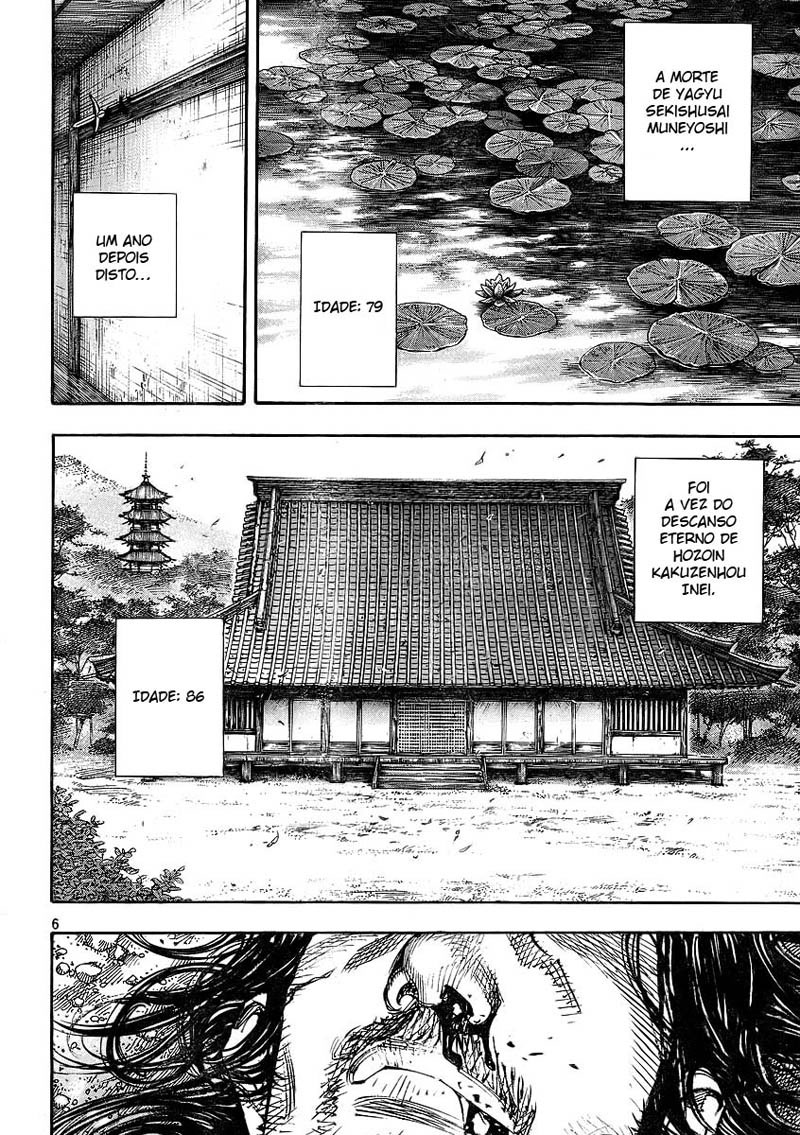 A MORTE
DE YAGYU
SEKISHUSAI
MUNEYOSHI
...
IDADE: 79
UM ANO
DEPOIS
DISTO...
FOI
A VEZ DO
DESCANSO
ETERNO DE
HOZOIN
KAKUZENHOU
INEI.
IDADE: 86
6